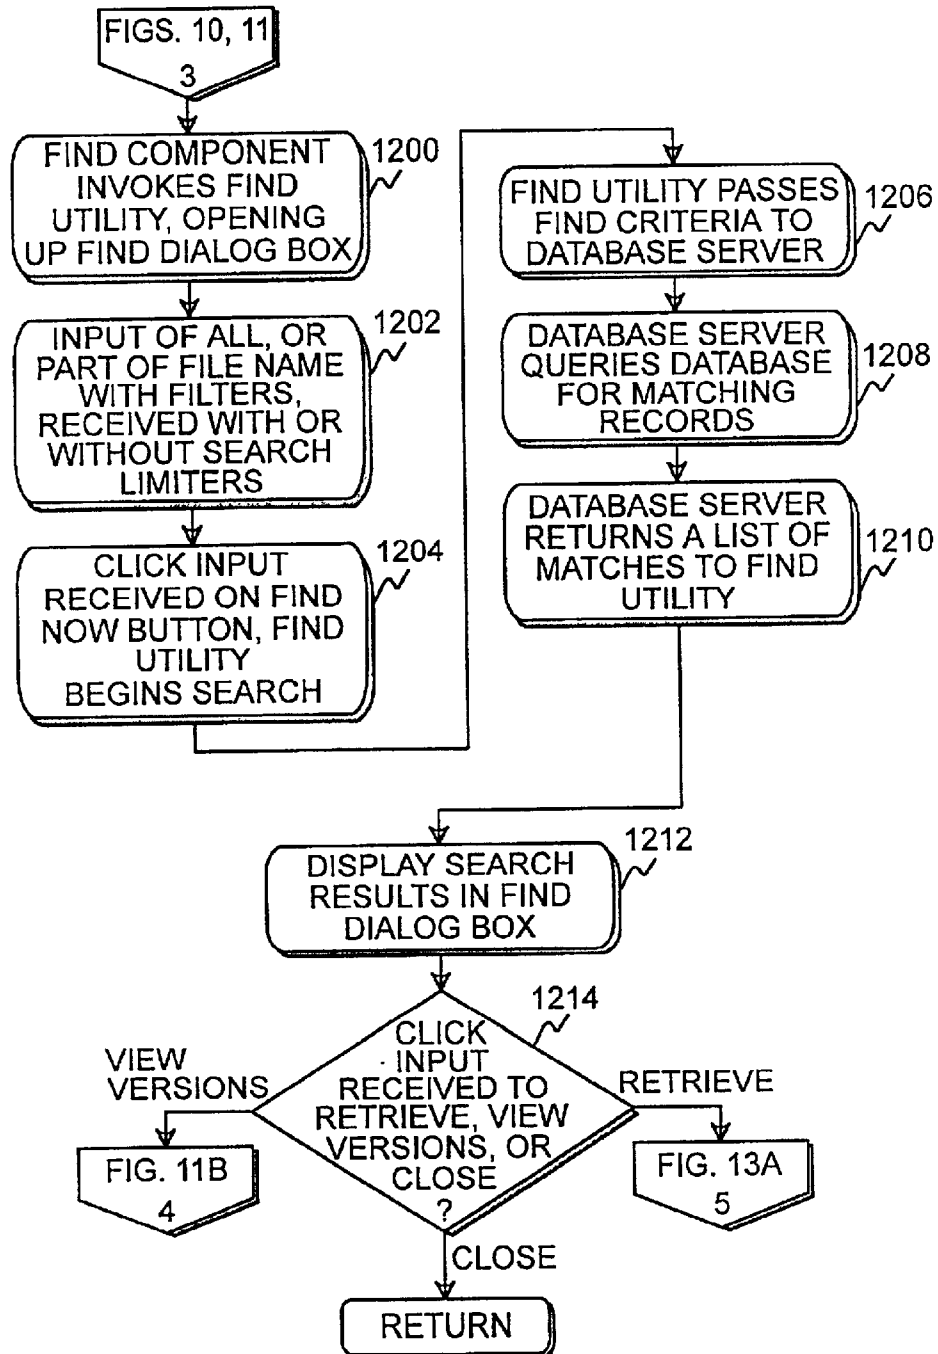 FIGS. 10, 11
3
FIND COMPONENT
INVOKES FIND
UTILITY, OPENING
UP FIND DIALOG BOX
1200
INPUT OF ALL, OR
PART OF FILE NAME
WITH FILTERS,
RECEIVED WITH OR
WITHOUT SEARCH
LIMITERS
1202
CLICK INPUT
RECEIVED ON FIND
NOW BUTTON, FIND
UTILITY
BEGINS SEARCH
1204
FIND UTILITY PASSES
FIND CRITERIA TO
DATABASE SERVER
1206
DATABASE SERVER
QUERIES DATABASE
FOR MATCHING
RECORDS
1208
DATABASE SERVER
RETURNS A LIST OF
MATCHES TO FIND
UTILITY
1210
DISPLAY SEARCH
RESULTS IN FIND
DIALOG BOX
1212
CLICK
INPUT
RECEIVED TO
RETRIEVE, VIEW
VERSIONS, OR
CLOSE
?
1214
VIEW
VERSIONS
FIG. 11B
4
RETRIEVE
FIG. 13A
5
CLOSE
RETURN